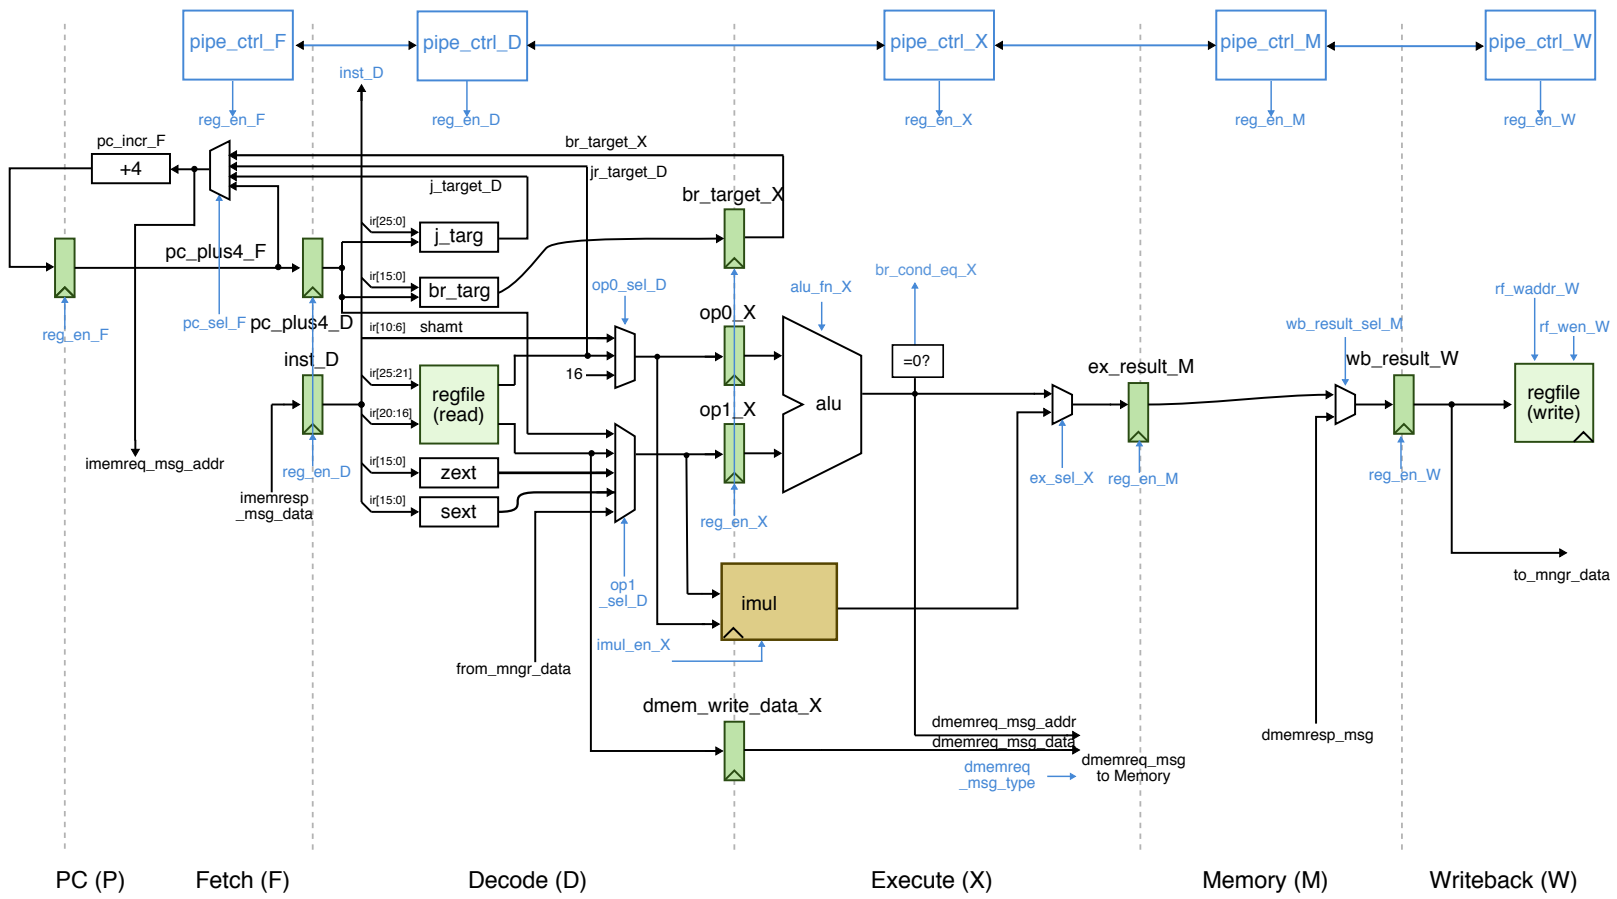 pipe_ctrl_F
pipe_ctrl_D
pipe_ctrl_X
pipe_ctrl_M
pipe_ctrl_W
inst_D
reg_en_F
reg_en_D
reg_en_X
reg_en_M
reg_en_W
pc_incr_F
+4
br_target_X
jr_target_D
j_target_D
br_target_X
ir[25:0]
j_targ
pc_plus4_F
ir[15:0]
br_targ
op0_sel_D
br_cond_eq_X
alu_fn_X
rf_waddr_W
reg_en_F
pc_sel_F
pc_plus4_D
ir[10:6]
shamt
op0_X
wb_result_sel_M
rf_wen_W
inst_D
16
=0?
ex_result_M
wb_result_W
ir[25:21]
regfile
(read)
ir[20:16]
op1_X
alu
regfile
(write)
imemreq_msg_addr
reg_en_D
ir[15:0]
zext
ex_sel_X
reg_en_M
reg_en_W
imemresp
_msg_data
ir[15:0]
sext
reg_en_X
op1
_sel_D
imul
to_mngr_data
imul_en_X
from_mngr_data
dmem_write_data_X
dmemreq_msg_addr
dmemreq_msg_data
dmemresp_msg
dmemreq
_msg_type
dmemreq_msg
to Memory
PC (P)
Fetch (F)
Decode (D)
Execute (X)
Memory (M)
Writeback (W)